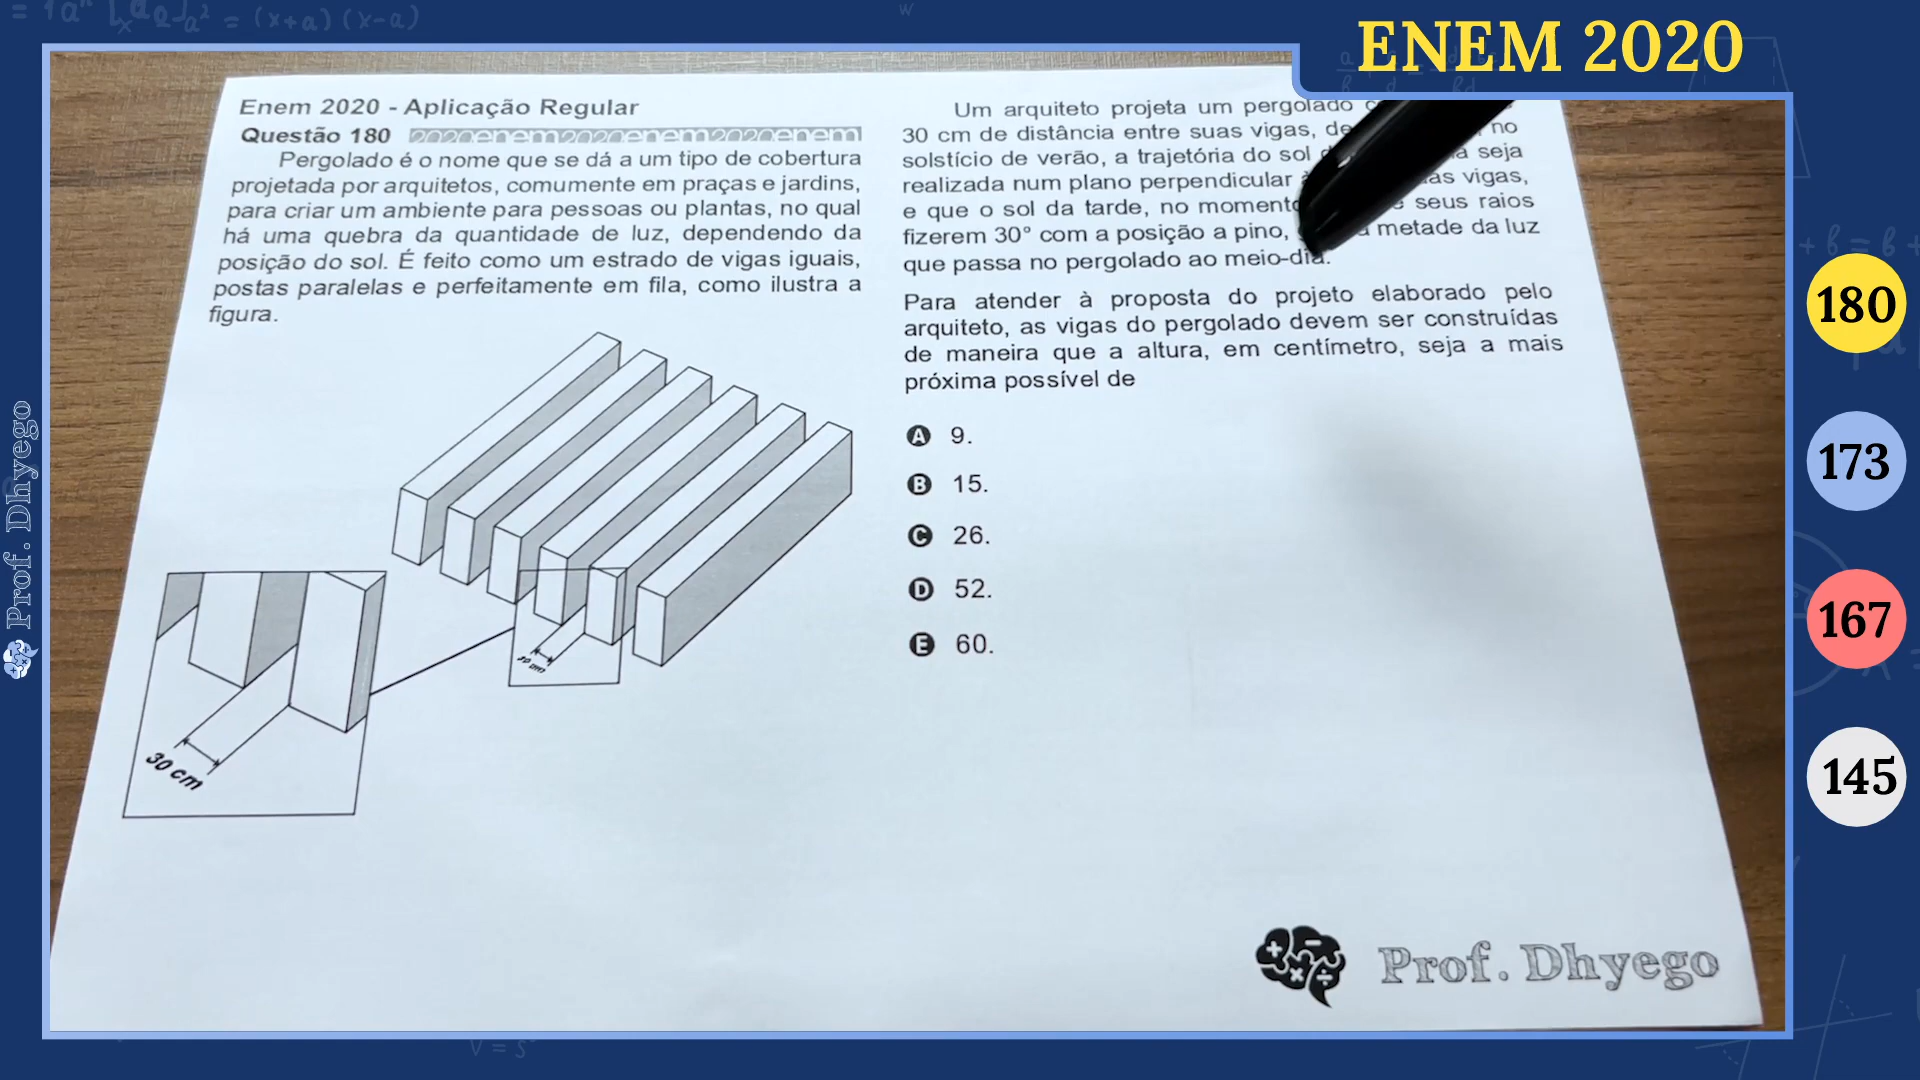 ENEM 2020
Enem 2020 - Aplicação Regular
Questão 180 2020enem2020enem2020enem
Pergolado é o nome que se dá a um tipo de cobertura
projetada por arquitetos, comumente em praças e jardins,
para criar um ambiente para pessoas ou plantas, no qual
há uma quebra da quantidade de luz, dependendo da
posição do sol. É feito como um estrado de vigas iguais,
postas paralelas e perfeitamente em fila, como ilustra a
figura.
30 cm
30 cm
Um arquiteto projeta um pergolado
30 cm de distância entre suas vigas, de no
solstício de verão, a trajetória do sol seja
realizada num plano perpendicular vigas,
e que o sol da tarde, no momento seus raios
fizerem 30° com a posição a pino, metade da luz
que passa no pergolado ao meio-dia.
Para atender à proposta do projeto elaborado pelo
arquiteto, as vigas do pergolado devem ser construídas
de maneira que a altura, em centímetro, seja a mais
próxima possível de
A 9.
B 15.
C 26.
D 52.
E 60.
Prof. Dhyego
180
173
167
145
Prof. Dhyego